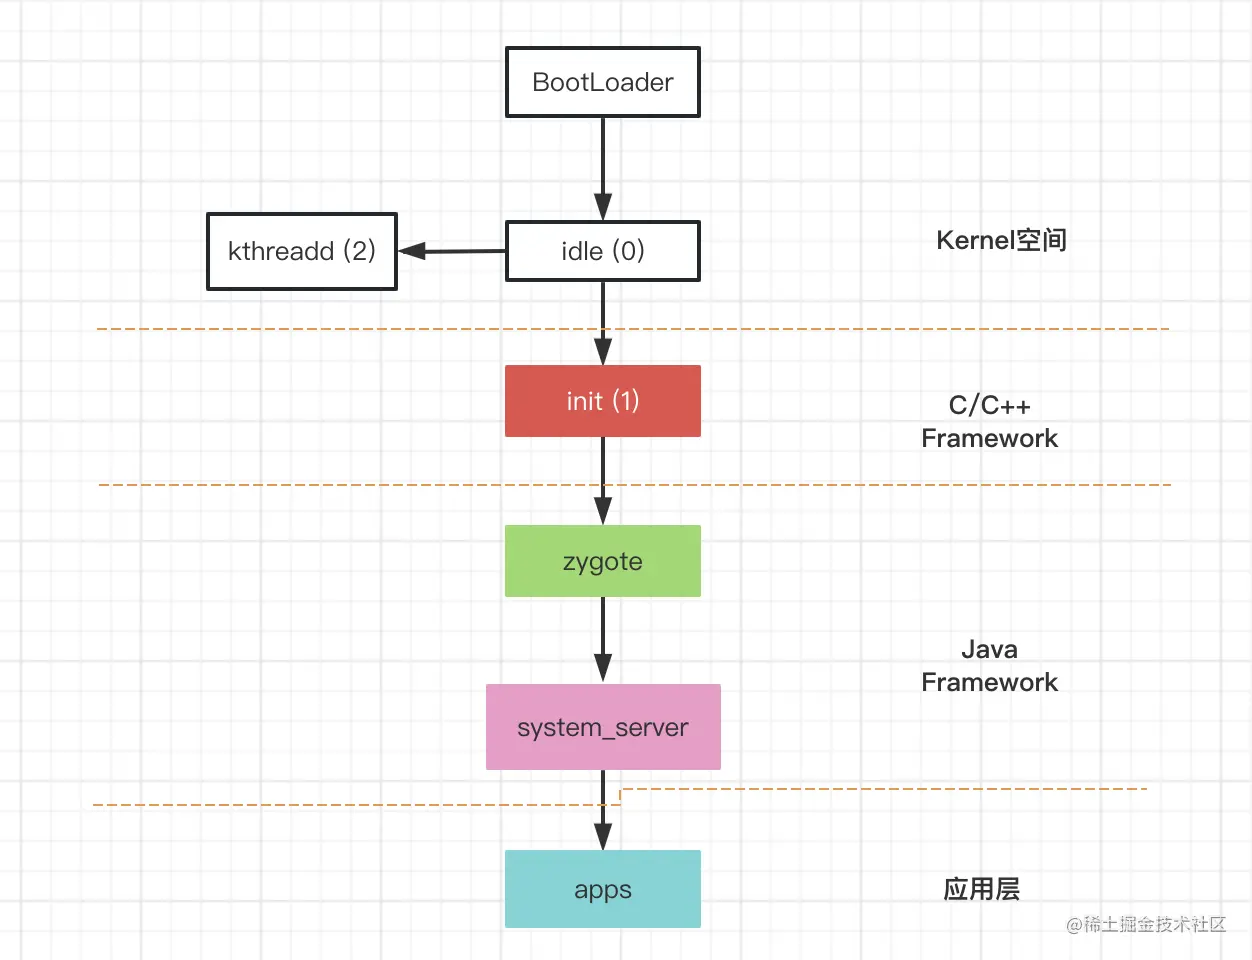 BootLoader
kthreadd (2)
idle (0)
Kernel空间
init (1)
C/C++
Framework
zygote
Java
Framework
system_server
apps
应用层
@稀土掘金技术社区